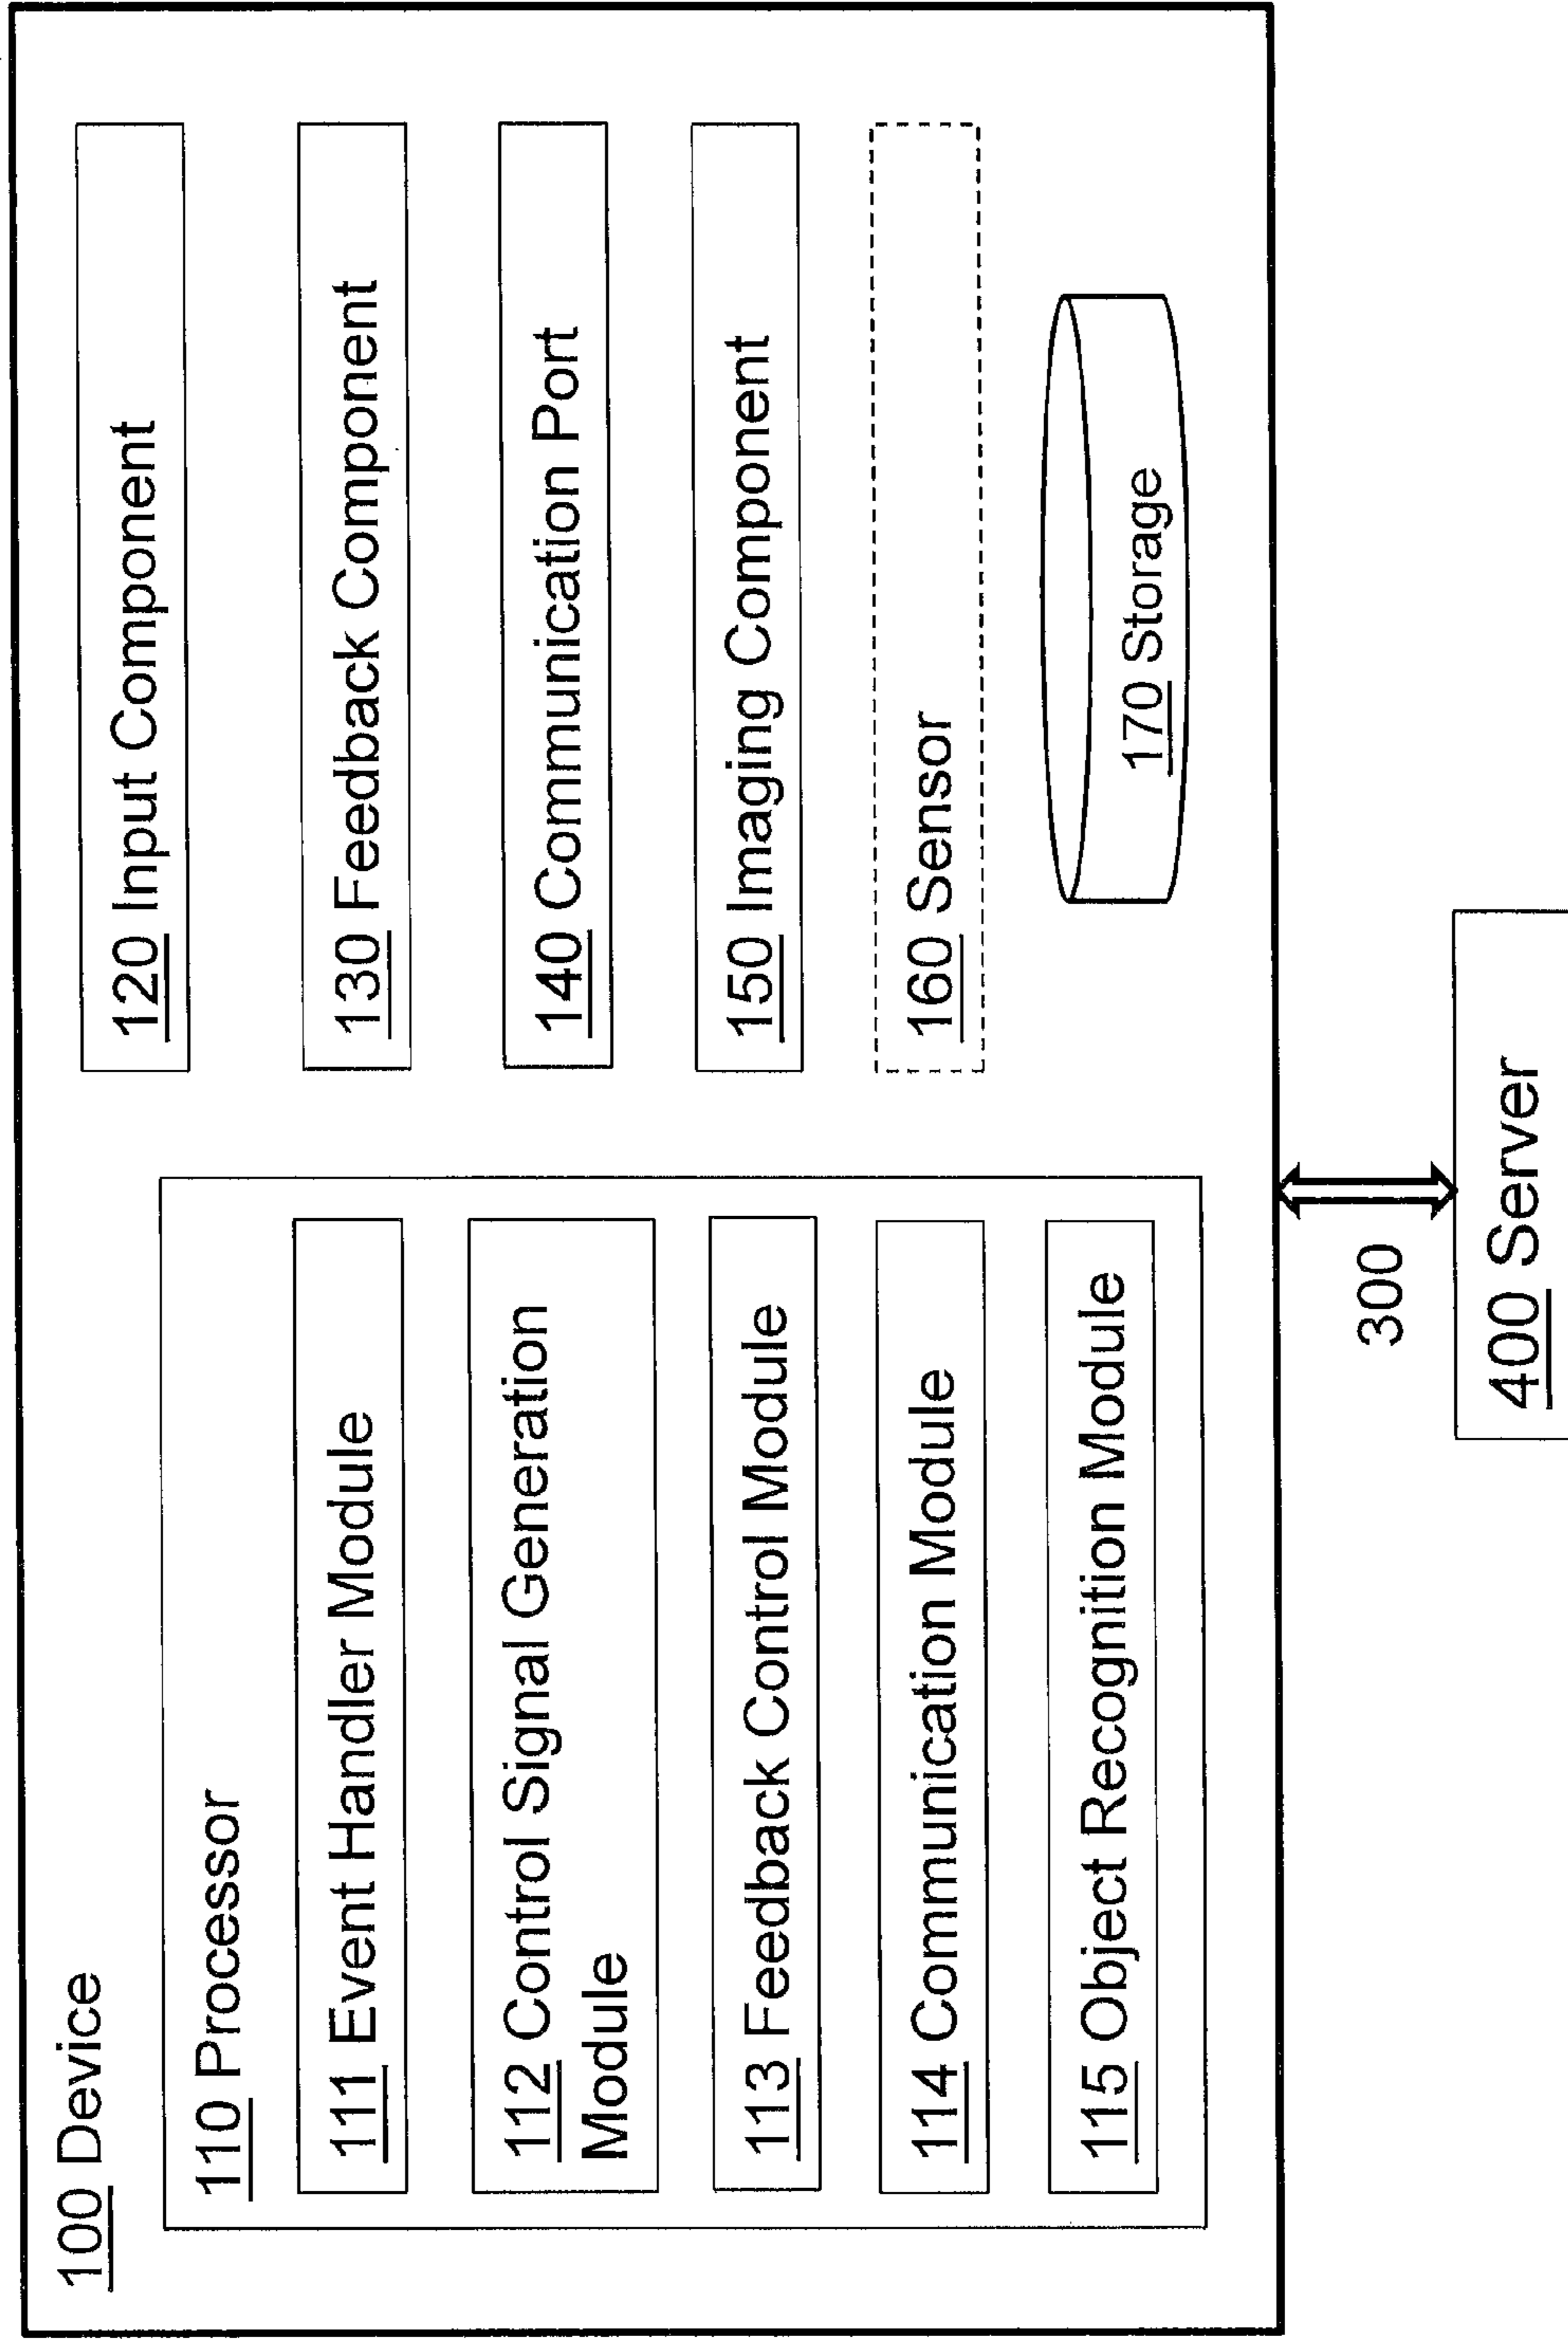 100 Device
110 Processor
111 Event Handler Module
112 Control Signal Generation
Module
113 Feedback Control Module
114 Communication Module
115 Object Recognition Module
120 Input Component
130 Feedback Component
140 Communication Port
150 Imaging Component
160 Sensor
170 Storage
300
400 Server